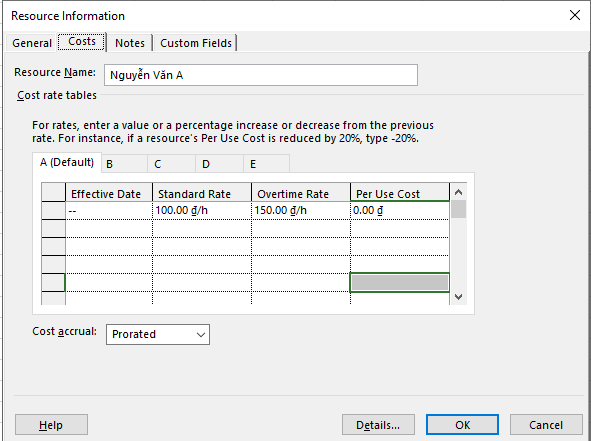 Resource Information
General Costs Notes Custom Fields
Resource Name: Nguyễn Văn A
Cost rate tables
For rates, enter a value or a percentage increase or decrease from the previous
rate. For instance, if a resource's Per Use Cost is reduced by 20%, type -20%.
A (Default) B C D E
Effective Date Standard Rate Overtime Rate Per Use Cost
-- 100.00 ₫/h 150.00 ₫/h 0.00 ₫
Cost accrual: Prorated
Help Details... OK Cancel